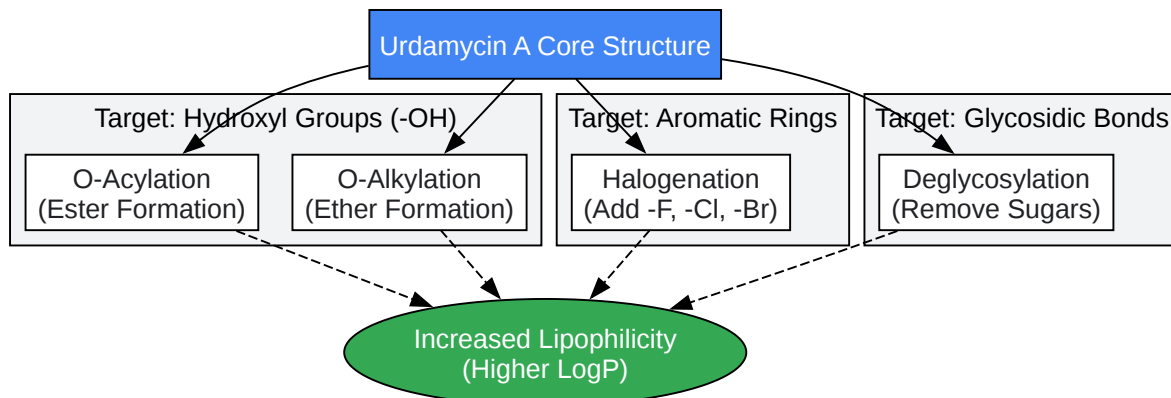 Urdamycin A Core Structure
Target: Hydroxyl Groups (-OH)
Target: Aromatic Rings
Target: Glycosidic Bonds
O-Acylation
(Ester Formation)
O-Alkylation
(Ether Formation)
Halogenation
(Add -F, -Cl, -Br)
Deglycosylation
(Remove Sugars)
Increased Lipophilicity
(Higher LogP)